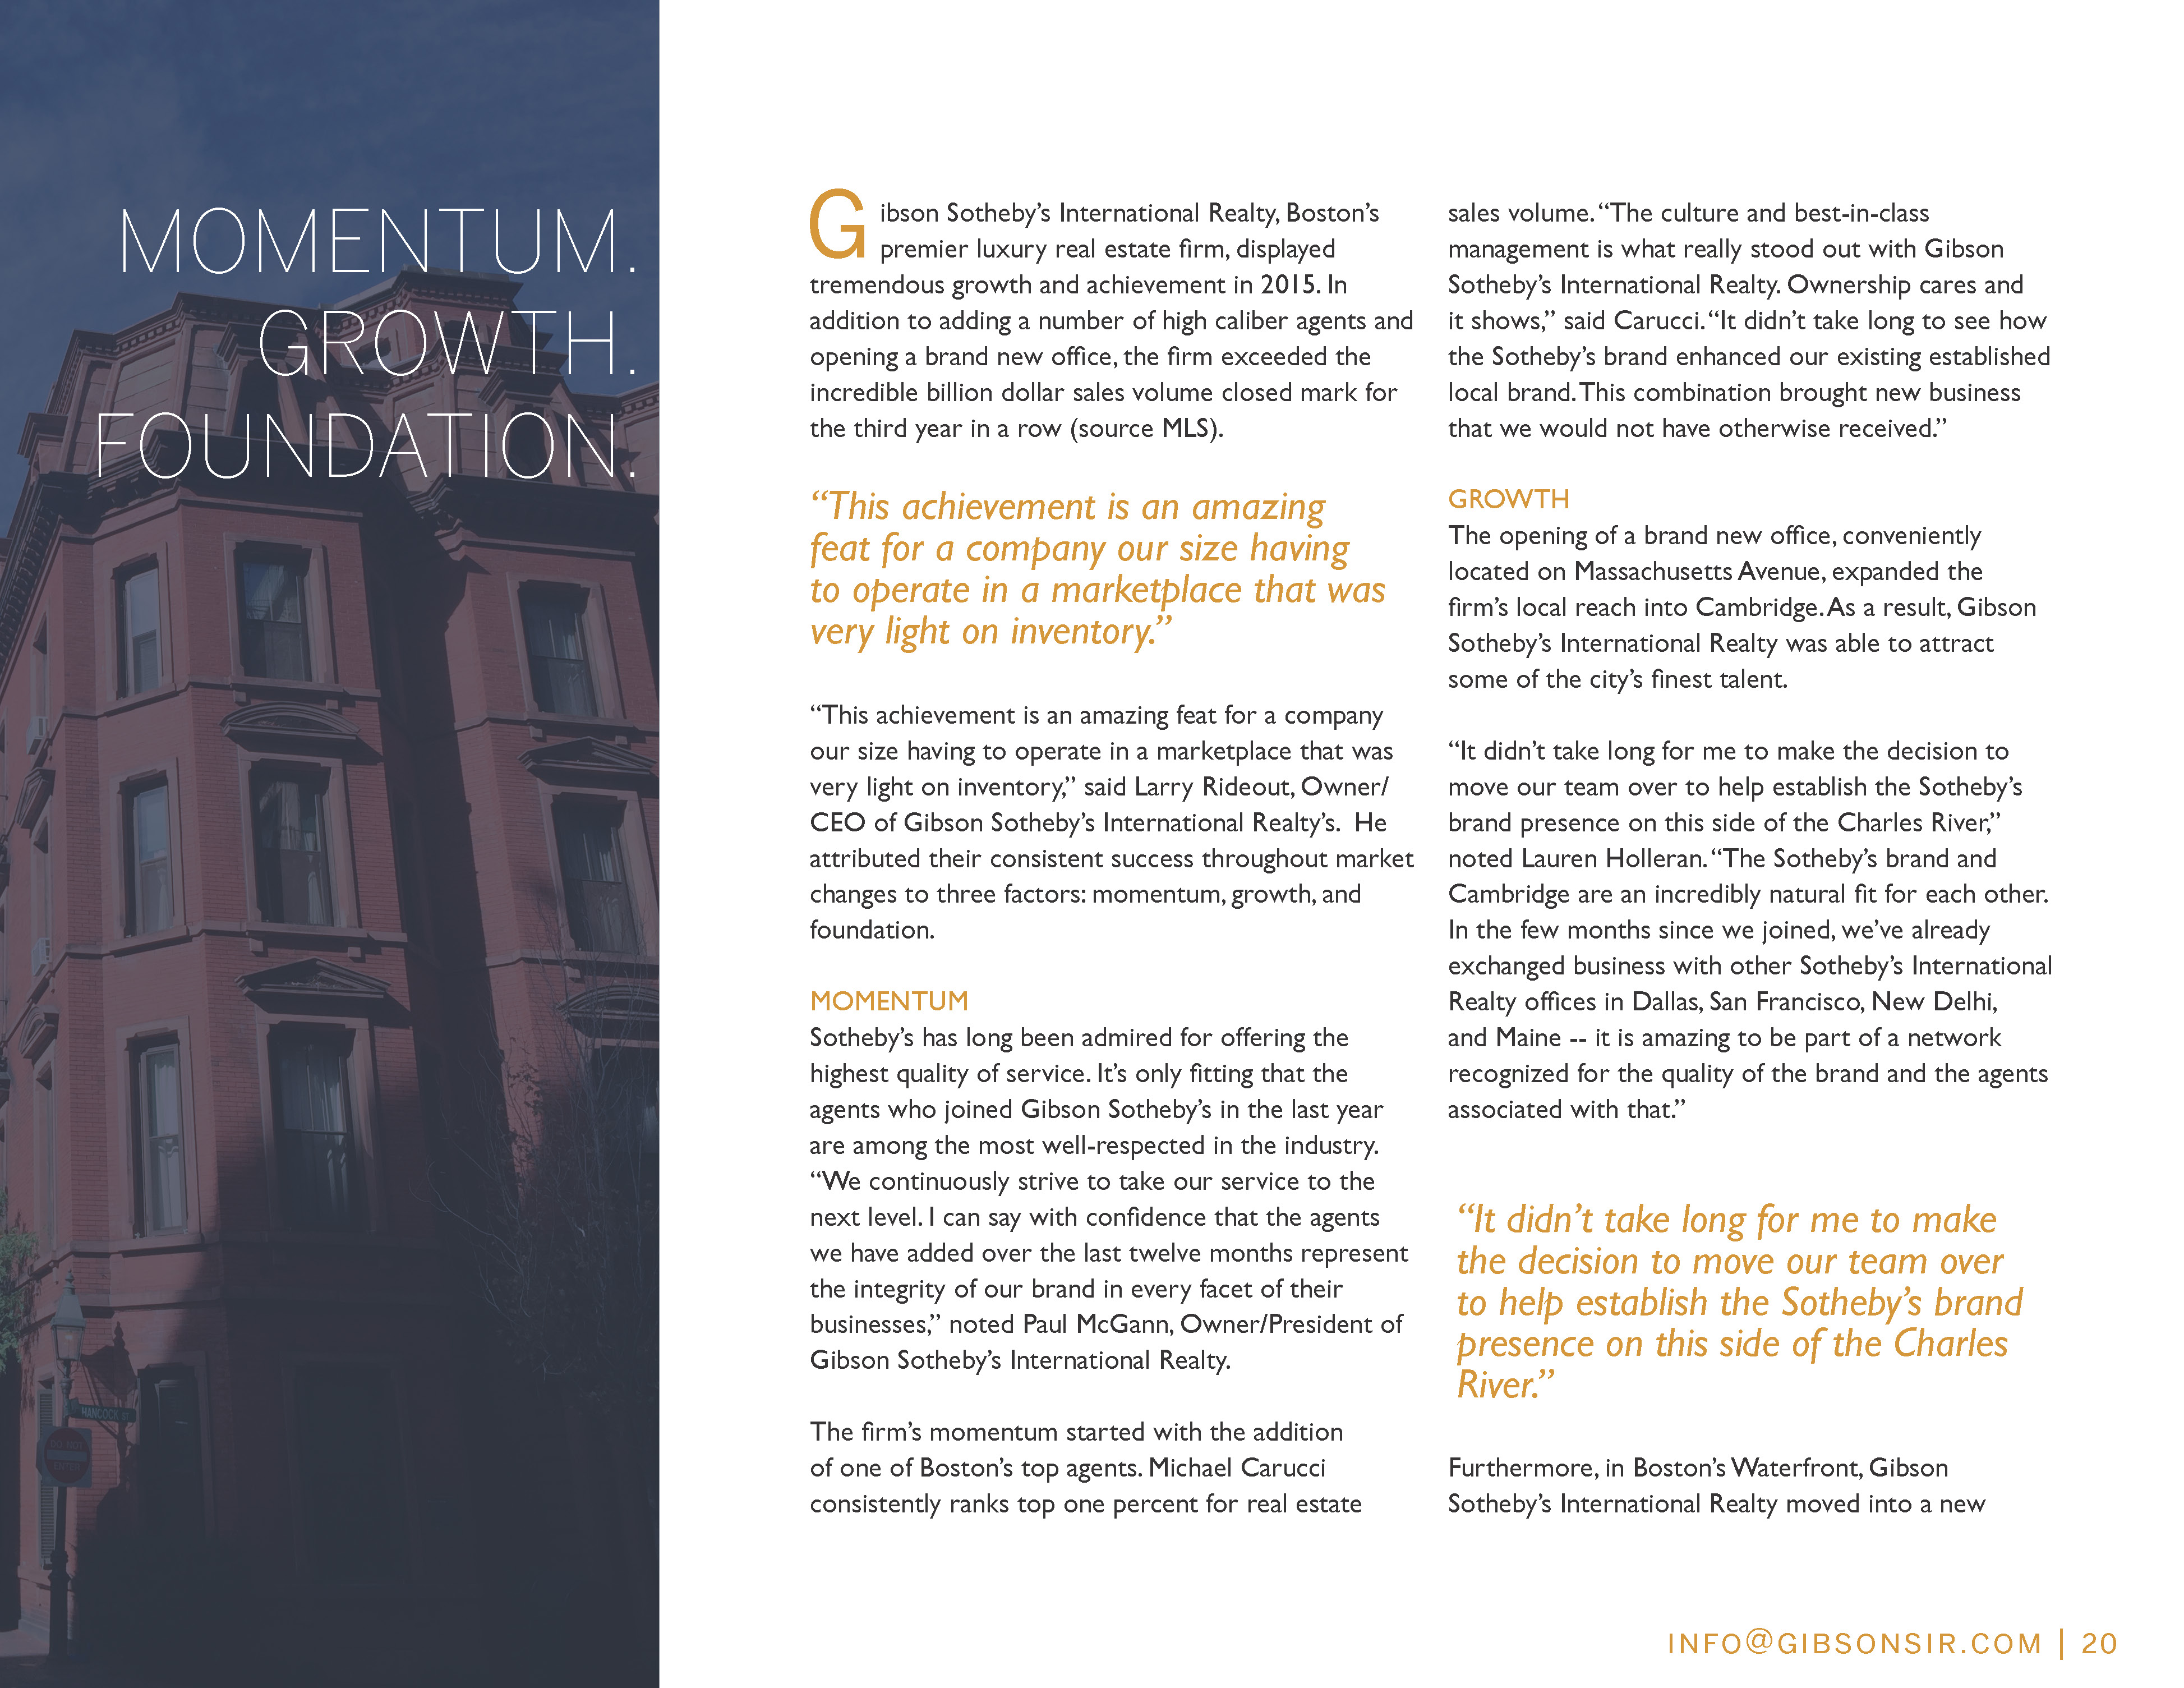 MOMENTUM.
GROWTH.
FOUNDATION.
Gibson Sotheby’s International Realty, Boston’s
premier luxury real estate firm, displayed
tremendous growth and achievement in 2015. In
addition to adding a number of high caliber agents and
opening a brand new office, the firm exceeded the
incredible billion dollar sales volume closed mark for
the third year in a row (source MLS).
“This achievement is an amazing
feat for a company our size having
to operate in a marketplace that was
very light on inventory.”
“This achievement is an amazing feat for a company
our size having to operate in a marketplace that was
very light on inventory,” said Larry Rideout, Owner/
CEO of Gibson Sotheby’s International Realty’s.  He
attributed their consistent success throughout market
changes to three factors: momentum, growth, and
foundation.
MOMENTUM
Sotheby’s has long been admired for offering the
highest quality of service. It’s only fitting that the
agents who joined Gibson Sotheby’s in the last year
are among the most well-respected in the industry.
“We continuously strive to take our service to the
next level. I can say with confidence that the agents
we have added over the last twelve months represent
the integrity of our brand in every facet of their
businesses,” noted Paul McGann, Owner/President of
Gibson Sotheby’s International Realty.
The firm’s momentum started with the addition
of one of Boston’s top agents. Michael Carucci
consistently ranks top one percent for real estate
sales volume. “The culture and best-in-class
management is what really stood out with Gibson
Sotheby’s International Realty. Ownership cares and
it shows,” said Carucci. “It didn’t take long to see how
the Sotheby’s brand enhanced our existing established
local brand. This combination brought new business
that we would not have otherwise received.”
GROWTH
The opening of a brand new office, conveniently
located on Massachusetts Avenue, expanded the
firm’s local reach into Cambridge. As a result, Gibson
Sotheby’s International Realty was able to attract
some of the city’s finest talent.
“It didn’t take long for me to make the decision to
move our team over to help establish the Sotheby’s
brand presence on this side of the Charles River,”
noted Lauren Holleran. “The Sotheby’s brand and
Cambridge are an incredibly natural fit for each other.
In the few months since we joined, we’ve already
exchanged business with other Sotheby’s International
Realty offices in Dallas, San Francisco, New Delhi,
and Maine -- it is amazing to be part of a network
recognized for the quality of the brand and the agents
associated with that.”
“It didn’t take long for me to make
the decision to move our team over
to help establish the Sotheby’s brand
presence on this side of the Charles
River.”
Furthermore, in Boston’s Waterfront, Gibson
Sotheby’s International Realty moved into a new
HANCOCK ST
DO NOT
ENTER
INFO@GIBSONSIR.COM | 20